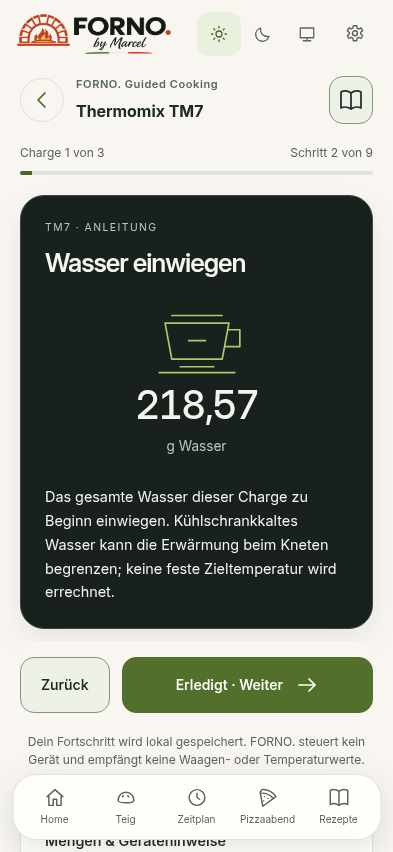 FORNO.
by Marcel
FORNO. Guided Cooking
Thermomix TM7
Charge 1 von 3
Schritt 2 von 9
TM7 · ANLEITUNG
Wasser einwiegen
218,57
g Wasser
Das gesamte Wasser dieser Charge zu
Beginn einwiegen. Kühlschrankkaltes
Wasser kann die Erwärmung beim Kneten
begrenzen; keine feste Zieltemperatur wird
errechnet.
Zurück
Erledigt · Weiter
Dein Fortschritt wird lokal gespeichert. FORNO. steuert kein
Gerät und empfängt keine Waagen- oder Temperaturwerte.
Home
Teig
Zeitplan
Pizzaabend
Rezepte
Mengen & Gerätehinweise